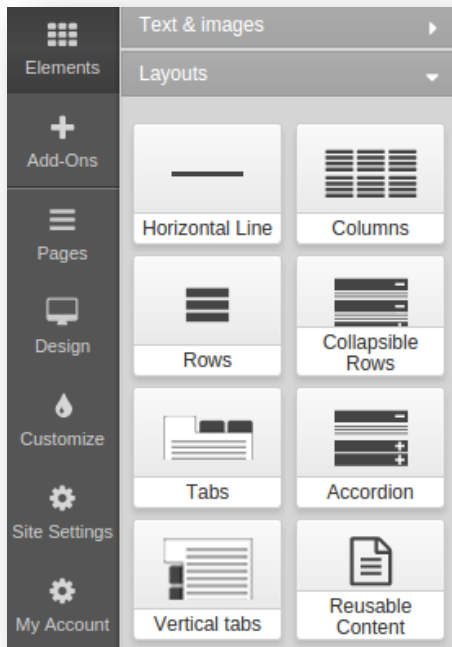 Elements
Add-Ons
Pages
Design
Customize
Site Settings
My Account
Text & images
Layouts
Horizontal Line
Columns
Rows
Collapsible
Rows
Tabs
Accordion
Vertical tabs
Reusable
Content